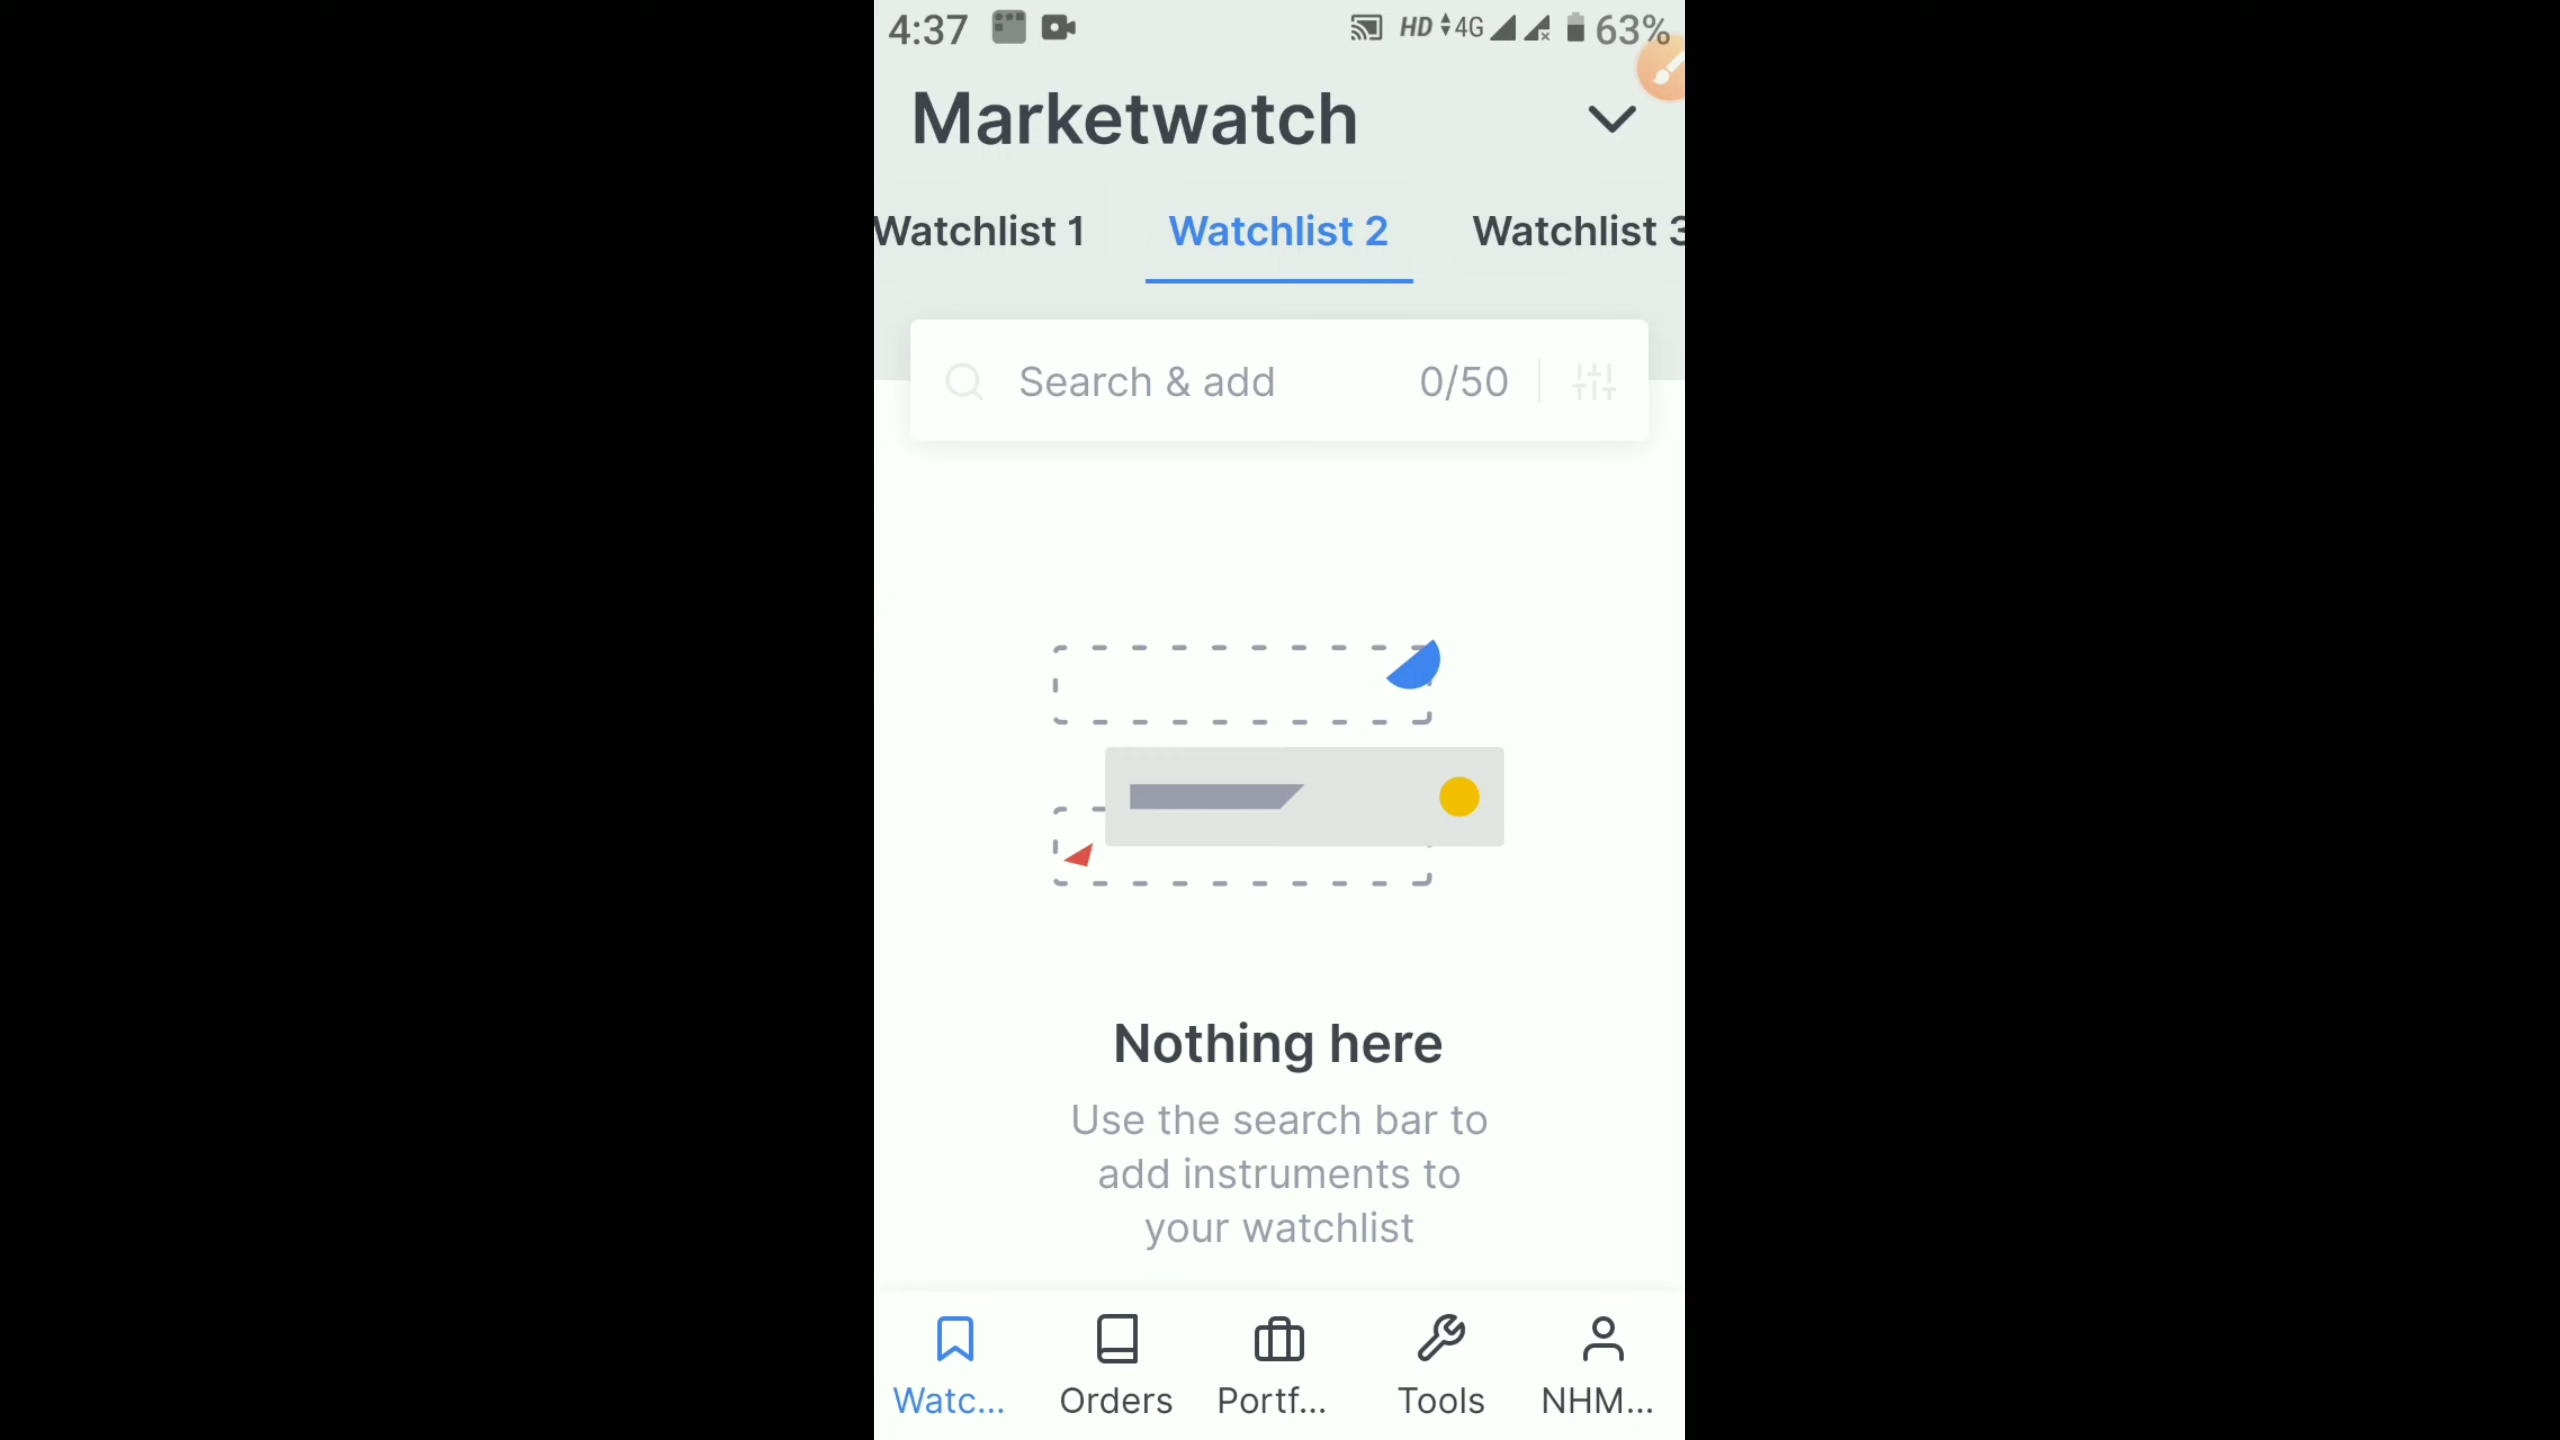 4:37 HD 4G 63%
Marketwatch
Watchlist 1 Watchlist 2 Watchlist 3
Search & add 0/50
Nothing here
Use the search bar to
add instruments to
your watchlist
Watc... Orders Portf... Tools NHM...